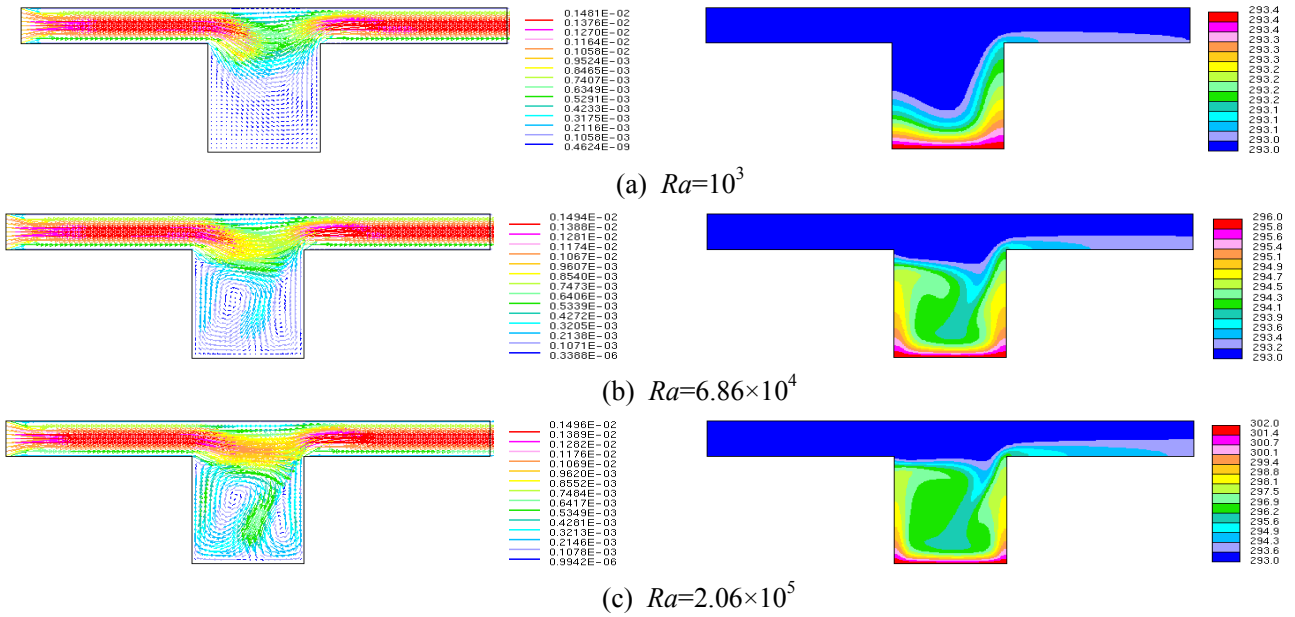 0.1481E-02
0.1376E-02
0.1270E-02
0.1164E-02
0.1058E-02
0.9524E-03
0.8465E-03
0.7407E-03
0.6349E-03
0.5291E-03
0.4233E-03
0.3175E-03
0.2116E-03
0.1058E-03
0.4624E-09
293.4
293.4
293.3
293.3
293.3
293.2
293.2
293.2
293.2
293.1
293.1
293.1
293.0
293.0
(a) Ra=10³
0.1494E-02
0.1388E-02
0.1281E-02
0.1174E-02
0.1067E-02
0.9607E-03
0.8540E-03
0.7473E-03
0.6406E-03
0.5339E-03
0.4272E-03
0.3205E-03
0.2138E-03
0.1071E-03
0.3388E-06
296.0
295.8
295.6
295.4
295.1
294.9
294.7
294.5
294.3
294.1
293.9
293.6
293.4
293.2
293.0
(b) Ra=6.86×10⁴
0.1496E-02
0.1389E-02
0.1282E-02
0.1176E-02
0.1069E-02
0.9620E-03
0.8552E-03
0.7484E-03
0.6417E-03
0.5349E-03
0.4281E-03
0.3213E-03
0.2146E-03
0.1078E-03
0.9942E-06
302.0
301.4
300.7
300.1
299.4
298.8
298.1
297.5
296.9
296.2
295.6
294.9
294.3
293.6
293.0
(c) Ra=2.06×10⁵